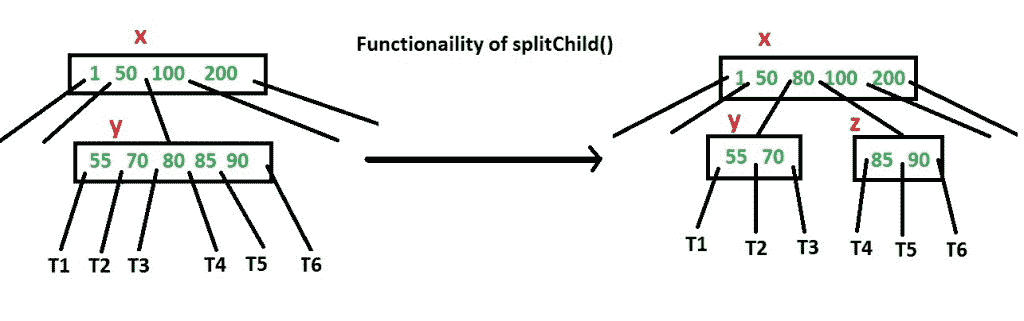 x
Functionaility of splitChild()
x
1 50 100 200
1 50 80 100 200
y
y
z
55 70 80 85 90
55 70
85 90
T1 T2 T3 T4 T5 T6
T1 T2 T3 T4 T5 T6